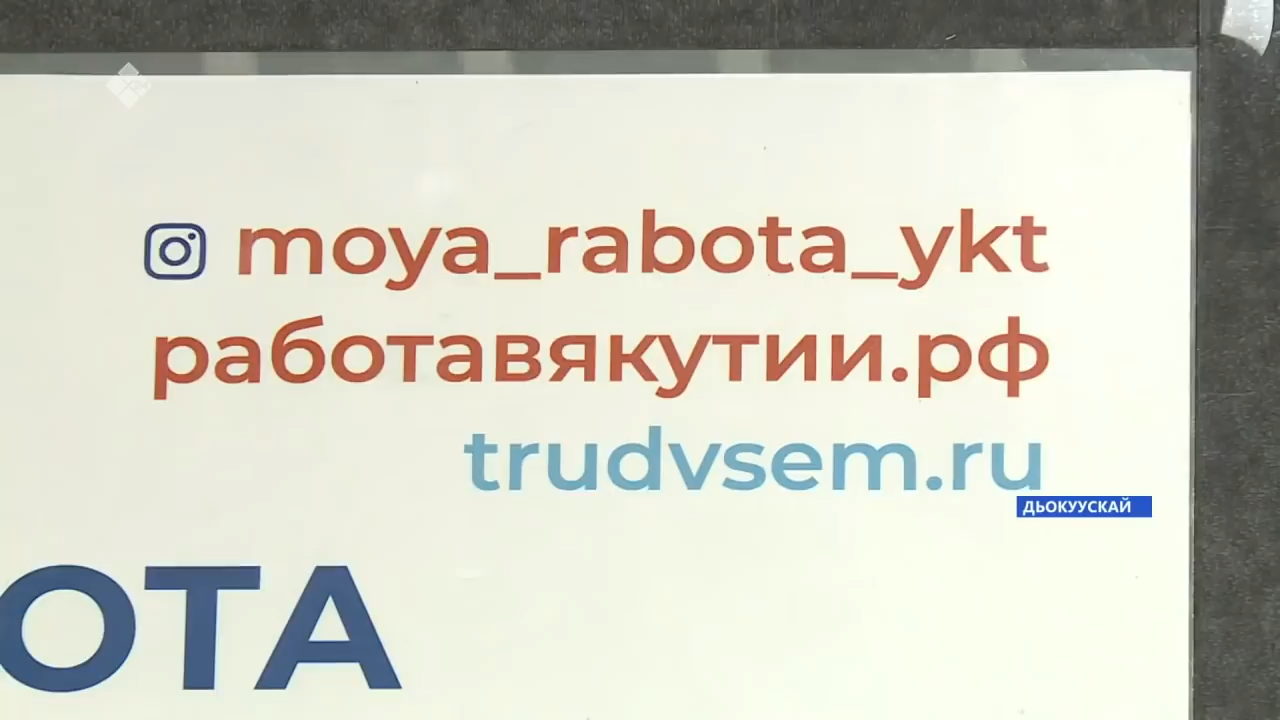 moya_rabota_ykt
работавякутии.рф
trudvsem.ru
ДЬОКУУСКАЙ
ОТА